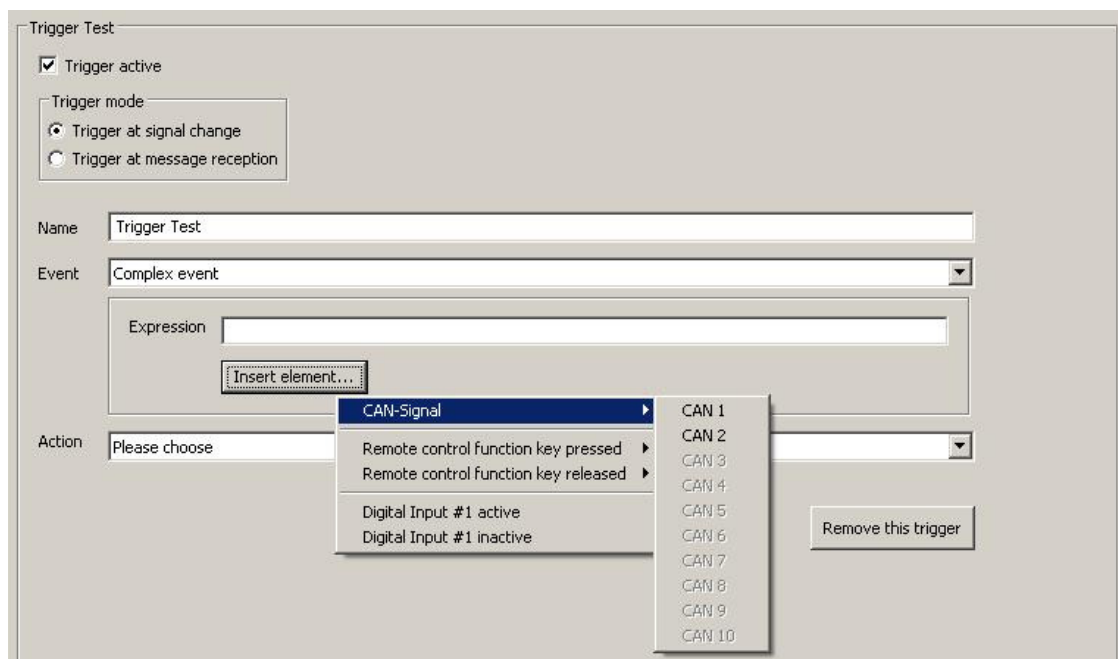 Trigger Test
Trigger active
Trigger mode
Trigger at signal change
Trigger at message reception
Name Trigger Test
Event Complex event
Expression
Insert element...
CAN-Signal
Remote control function key pressed
Remote control function key released
Digital Input #1 active
Digital Input #1 inactive
CAN 1
CAN 2
CAN 3
CAN 4
CAN 5
CAN 6
CAN 7
CAN 8
CAN 9
CAN 10
Action Please choose
Remove this trigger